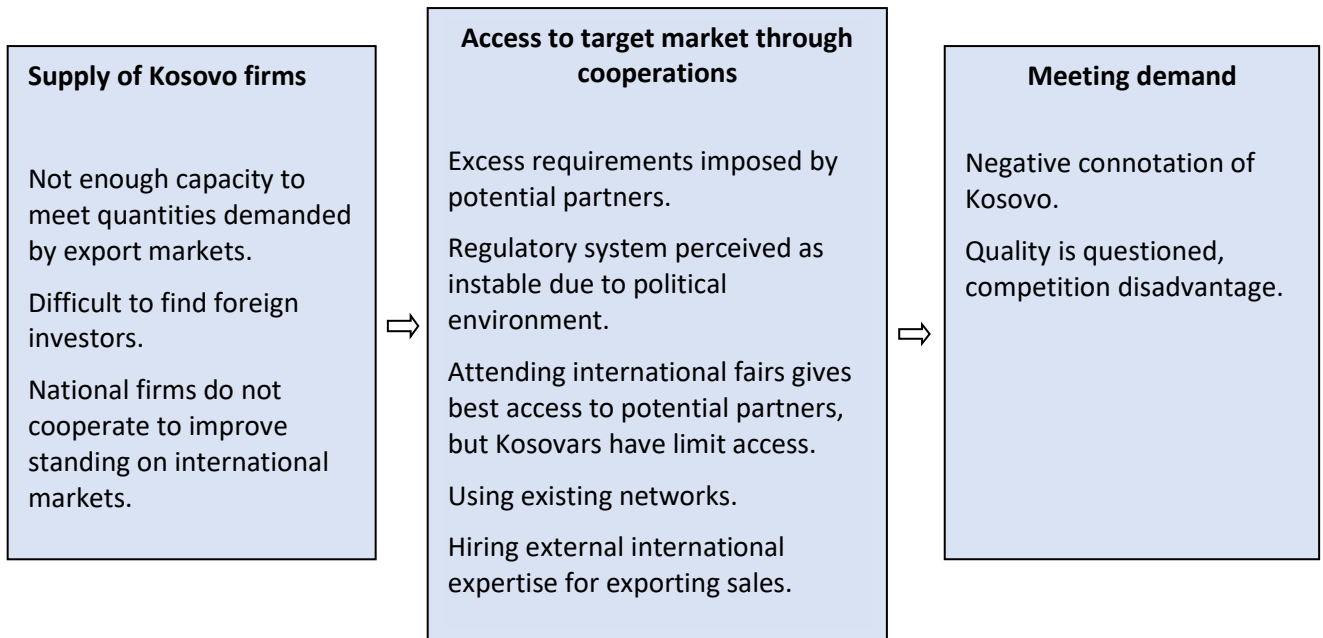 Supply of Kosovo firms
Not enough capacity to
meet quantities demanded
by export markets.
Difficult to find foreign
investors.
National firms do not
cooperate to improve
standing on international
markets.
⇨
Access to target market through
cooperations
Excess requirements imposed by
potential partners.
Regulatory system perceived as
instable due to political
environment.
Attending international fairs gives
best access to potential partners,
but Kosovars have limit access.
Using existing networks.
Hiring external international
expertise for exporting sales.
⇨
Meeting demand
Negative connotation of
Kosovo.
Quality is questioned,
competition disadvantage.